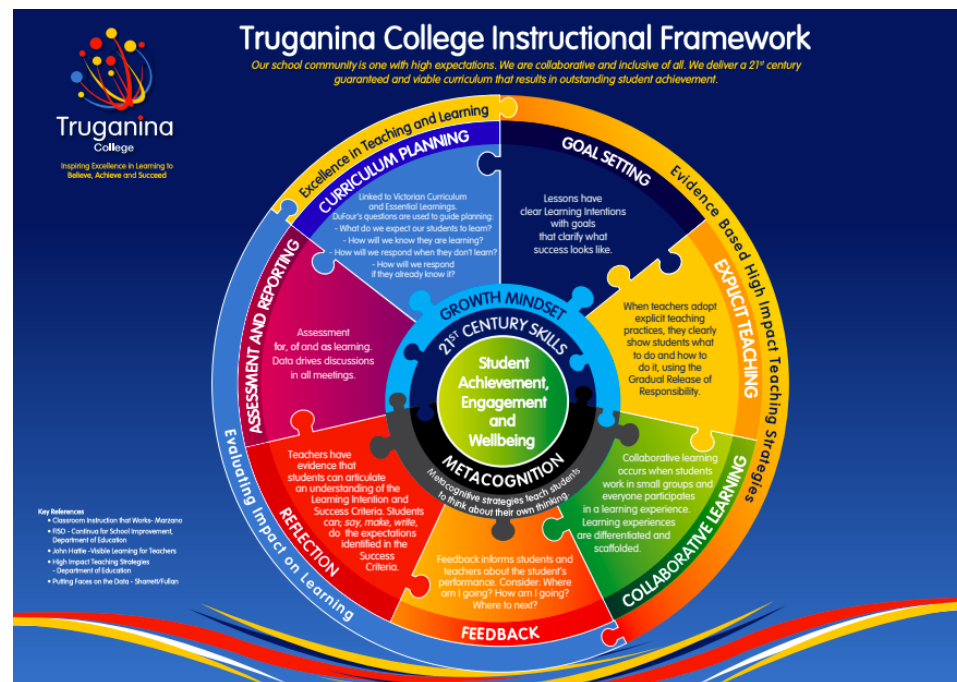 Truganina College Instructional Framework
Our school community is one with high expectations. We are collaborative and inclusive of all. We deliver a 21st century
guaranteed and viable curriculum that results in outstanding student achievement.
Truganina
College
Inspiring Excellence in Learning to
Believe, Achieve and Succeed
Excellence in Teaching and Learning
CURRICULUM PLANNING
Linked to Victorian Curriculum
and Essential Learnings.
DuFour's questions are used to guide planning:
- What do we expect our students to learn?
- How will we know they are learning?
- How will we respond when they don't learn?
- How will we respond
if they already know it?
GOAL SETTING
Lessons have
clear Learning Intentions
with goals
that clarify what
success looks like.
Evidence Based High Impact Teaching Strategies
EXPLICIT TEACHING
When teachers adopt
explicit teaching
practices, they clearly
show students what
to do and how to
do it, using the
Gradual Release of
Responsibility.
COLLABORATIVE LEARNING
Collaborative learning
occurs when students
work in small groups and
everyone participates
in a learning experience.
Learning experiences
are differentiated and
scaffolded.
FEEDBACK
Feedback informs students and
teachers about the student's
performance. Consider: Where
am I going? How am I going?
Where to next?
REFLECTION
Teachers have
evidence that
students can articulate
an understanding of the
Learning Intention and
Success Criteria. Students
can; say, make, write,
do the expectations
identified in the
Success
Criteria.
ASSESSMENT AND REPORTING
Assessment
for, of and as learning.
Data drives discussions
in all meetings.
Evaluating Impact on Learning
GROWTH MINDSET
21ST CENTURY SKILLS
Student
Achievement,
Engagement
and
Wellbeing
METACOGNITION
Metacognitive strategies teach students
to think about their own thinking.
Key References
• Classroom Instruction that Works- Marzano
• FISO - Continua for School Improvement,
Department of Education
• John Hattie -Visible Learning for Teachers
• High Impact Teaching Strategies
- Department of Education
• Putting Faces on the Data - Sharrett/Fullan